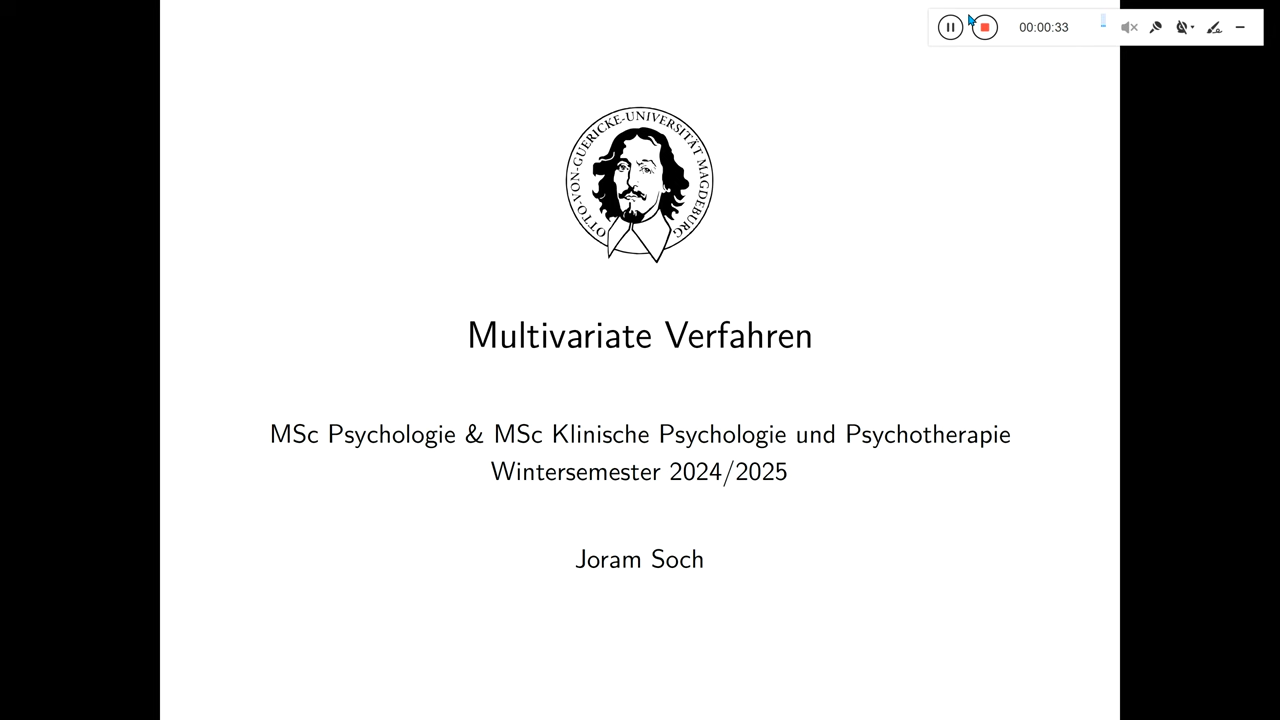 00:00:33
OTTO-VON-GUERICKE-UNIVERSITÄT MAGDEBURG
Multivariate Verfahren
MSc Psychologie & MSc Klinische Psychologie und Psychotherapie
Wintersemester 2024/2025
Joram Soch